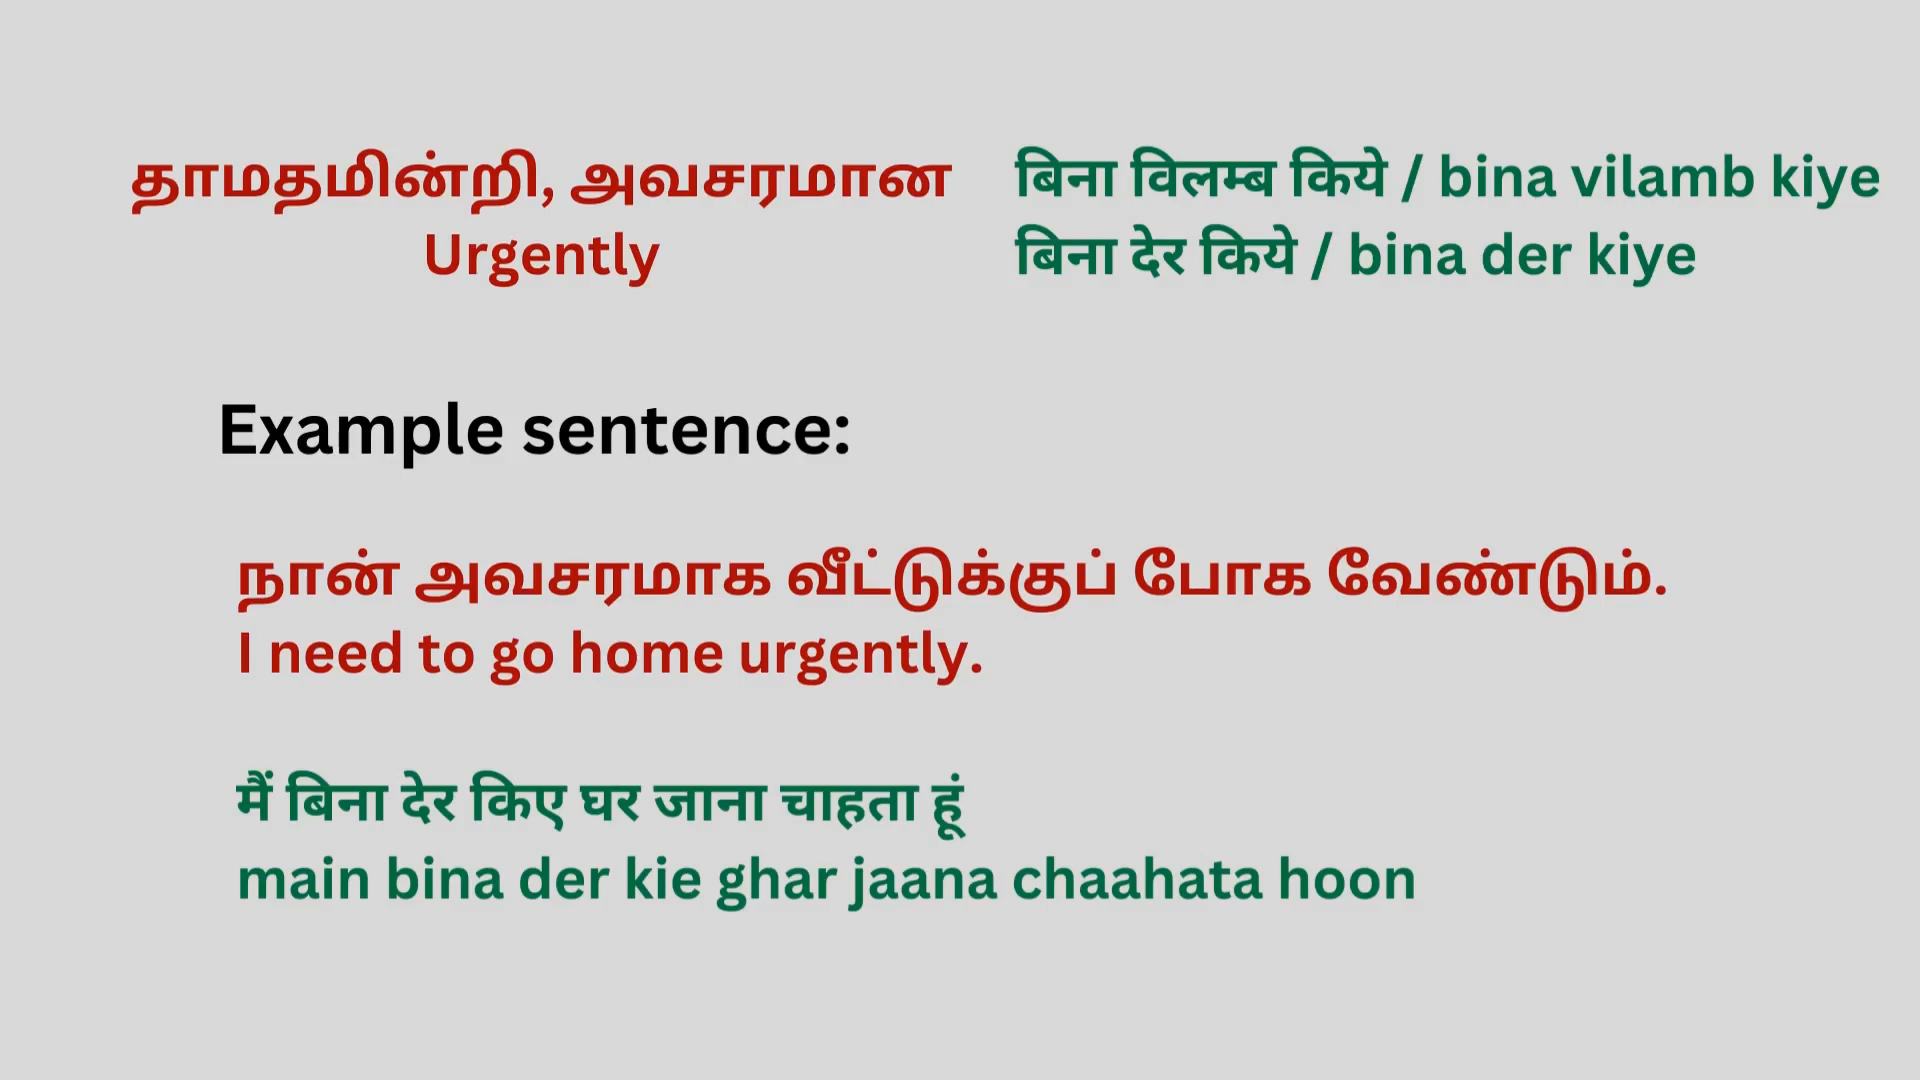 தாமதமின்றி, அவசரமான
Urgently
बिना विलम्ब किये / bina vilamb kiye
बिना देर किये / bina der kiye
Example sentence:
நான் அவசரமாக வீட்டுக்குப் போக வேண்டும்.
I need to go home urgently.
मैं बिना देर किए घर जाना चाहता हूं
main bina der kie ghar jaana chaahata hoon